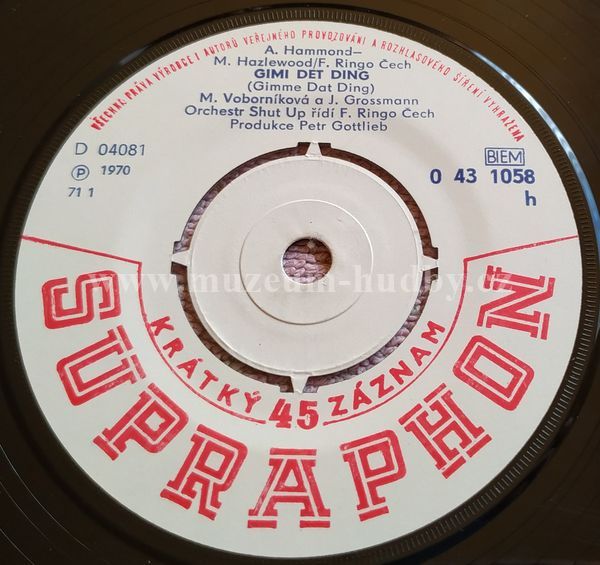 VŠECHNA PRÁVA VÝROBCE I AUTORŮ VEŘEJNÉHO PROVOZOVÁNÍ A ROZHLASOVÉHO ŠÍŘENÍ VYHRAŽENA
A. Hammond–
M. Hazlewood/F. Ringo Čech
GIMI DET DING
(Gimme Dat Ding)
M. Voborníková a J. Grossmann
Orchestr Shut Up řídí F. Ringo Čech
Produkce Petr Gottlieb
D 04081
Ⓟ 1970
71 1
BIEM
0 43 1058
h
www.muzeum-hudby.cz
KRÁTKÝ 45 ZÁZNAM
SUPRAPHON